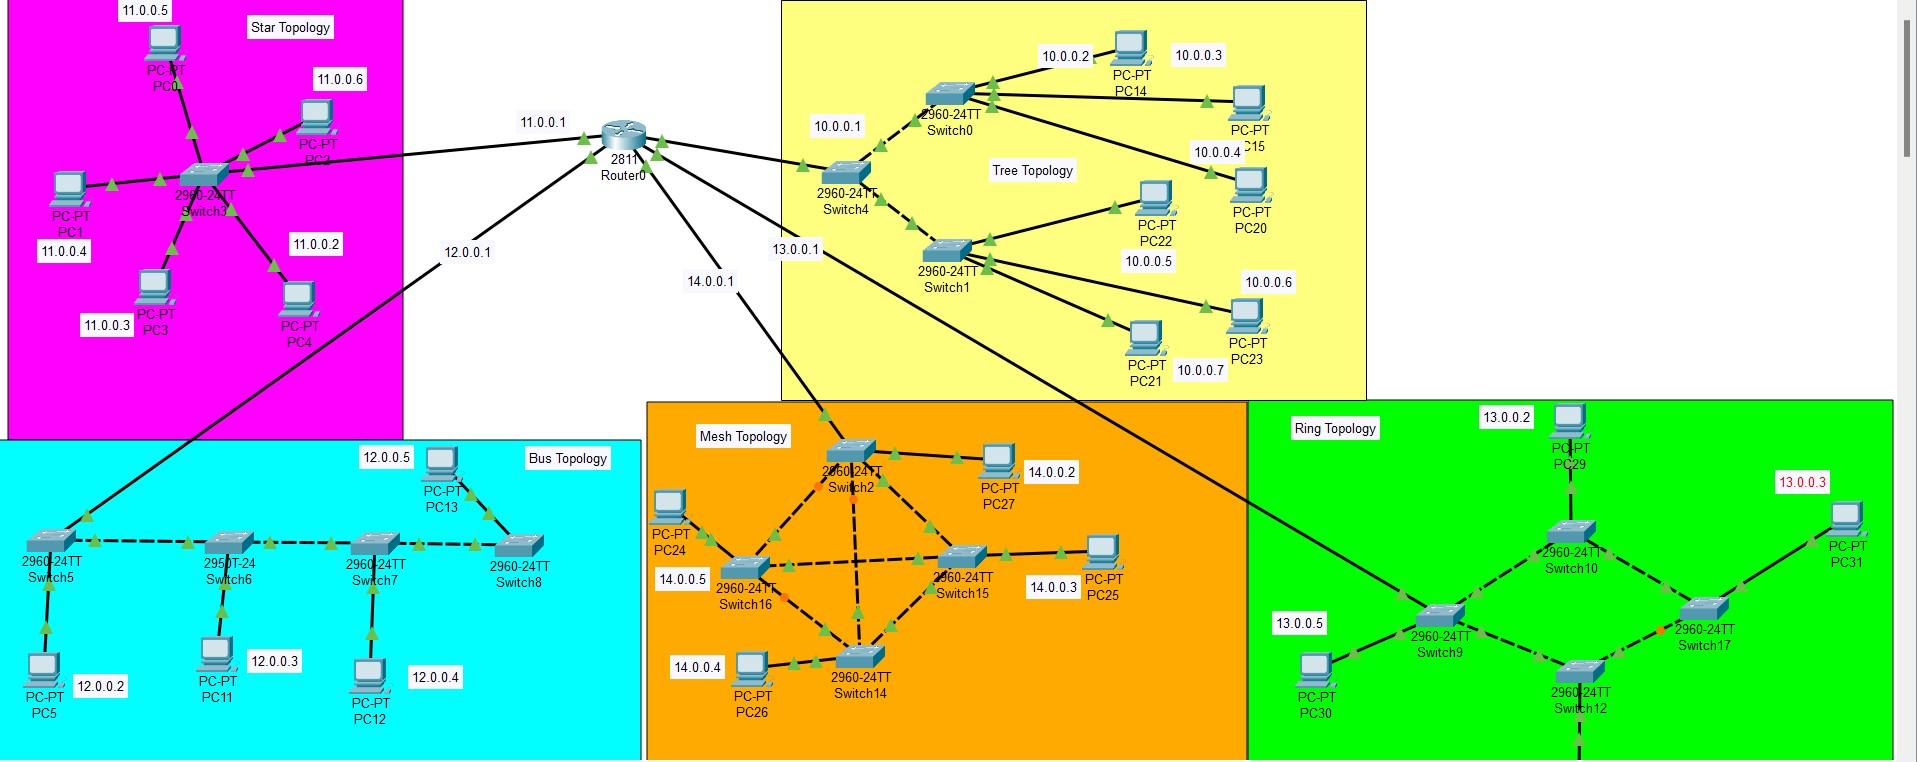 11.0.0.5
Star Topology
PC-PT
PC0
11.0.0.6
PC-PT
PC2
2960-24TT
Switch3
PC-PT
PC1
11.0.0.4
11.0.0.2
11.0.0.3
PC-PT
PC3
PC-PT
PC4
11.0.0.1
2811
Router0
12.0.0.1
14.0.0.1
13.0.0.1
10.0.0.2
10.0.0.3
PC-PT
PC14
2960-24TT
Switch0
10.0.0.1
PC-PT
C15
10.0.0.4
Tree Topology
2960-24TT
Switch4
PC-PT
PC20
PC-PT
PC22
10.0.0.5
2960-24TT
Switch1
10.0.0.6
PC-PT
PC23
PC-PT
PC21
10.0.0.7
12.0.0.5
Bus Topology
PC-PT
PC13
2960-24TT
Switch5
2950T-24
Switch6
2960-24TT
Switch7
2960-24TT
Switch8
PC-PT
PC5
12.0.0.2
PC-PT
PC11
12.0.0.3
PC-PT
PC12
12.0.0.4
Mesh Topology
2960-24TT
Switch2
PC-PT
PC27
14.0.0.2
PC-PT
PC24
14.0.0.5
2960-24TT
Switch16
2960-24TT
Switch15
14.0.0.3
PC-PT
PC25
14.0.0.4
PC-PT
PC26
2960-24TT
Switch14
Ring Topology
13.0.0.2
PC-PT
PC29
13.0.0.3
PC-PT
PC31
2960-24TT
Switch10
13.0.0.5
2960-24TT
Switch9
2960-24TT
Switch17
PC-PT
PC30
2960-24TT
Switch12